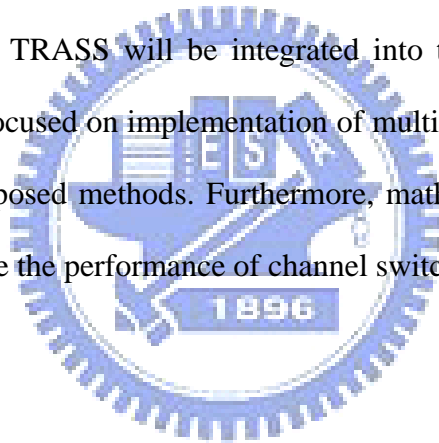 TRASS will be integrated into t
ocused on implementation of multi
posed methods. Furthermore, math
e the performance of channel switc
E S A
1896